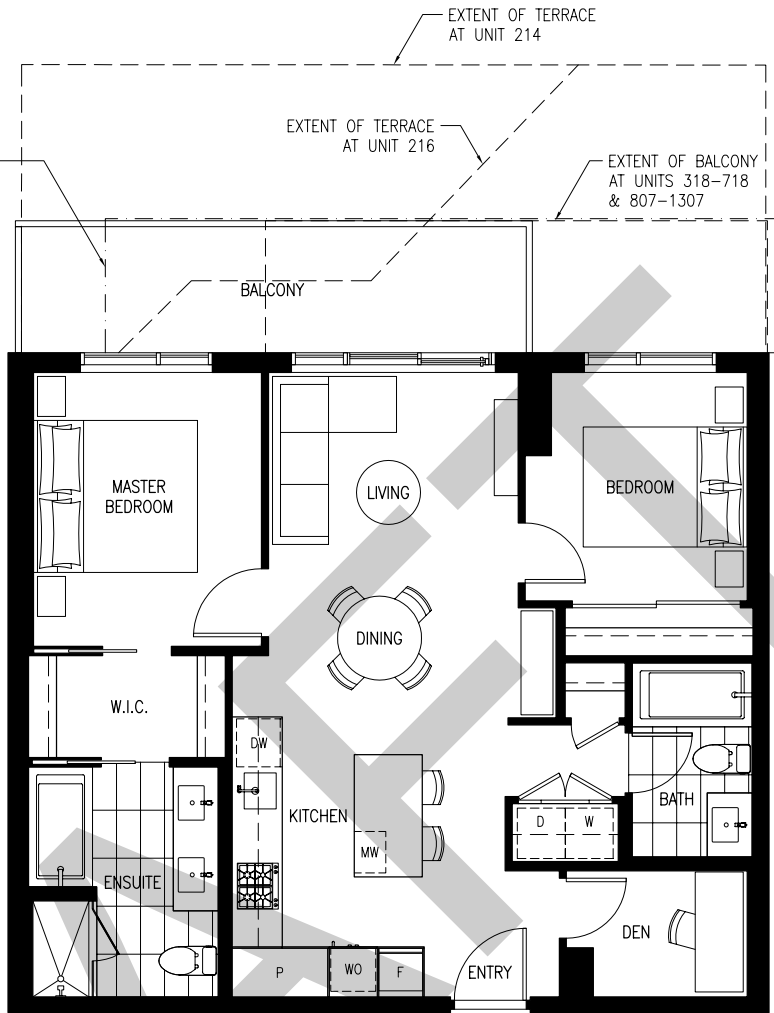 EXTENT OF TERRACE
AT UNIT 214
EXTENT OF TERRACE
AT UNIT 216
EXTENT OF BALCONY
AT UNITS 318-718
& 807-1307
BALCONY
MASTER
BEDROOM
LIVING
BEDROOM
DINING
W.I.C.
DW
KITCHEN
MW
D
W
BATH
ENSUITE
DEN
P
WO
F
ENTRY